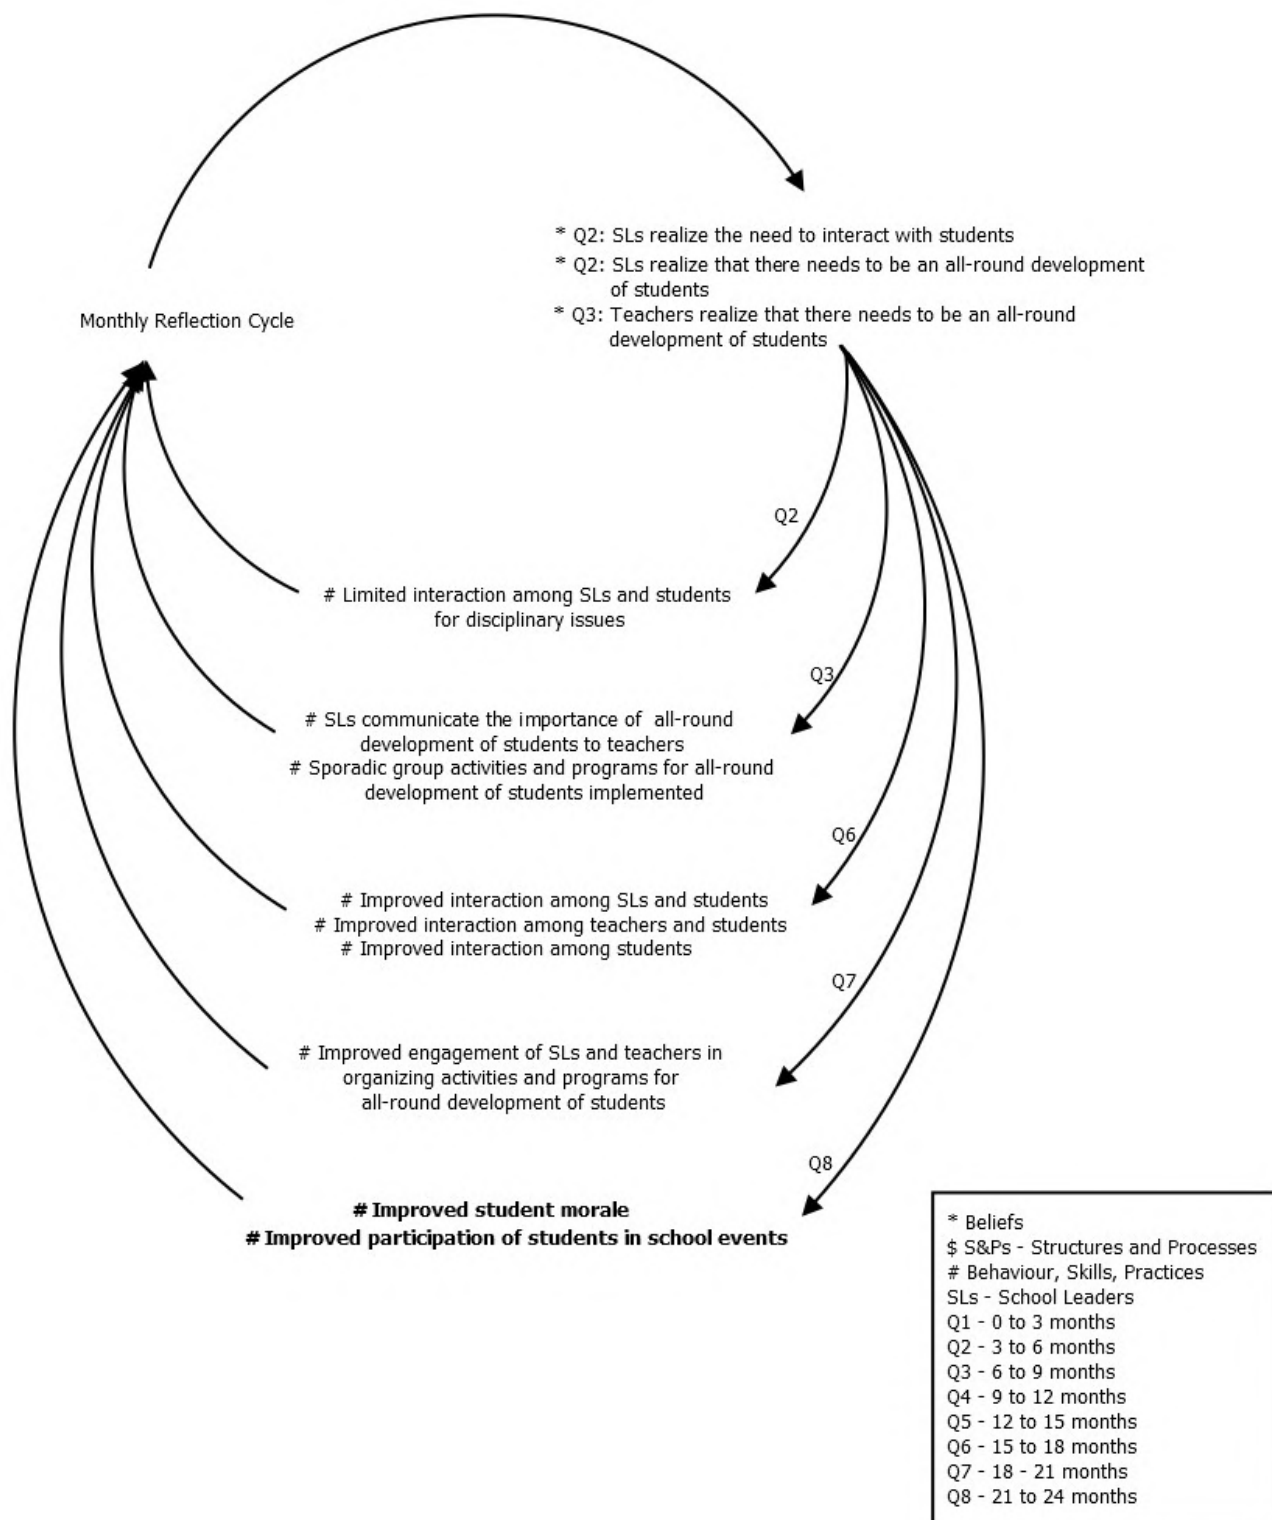 * Q2: SLs realize the need to interact with students
* Q2: SLs realize that there needs to be an all-round development
of students
* Q3: Teachers realize that there needs to be an all-round
development of students
Monthly Reflection Cycle
Q2
# Limited interaction among SLs and students
for disciplinary issues
Q3
# SLs communicate the importance of all-round
development of students to teachers
# Sporadic group activities and programs for all-round
development of students implemented
Q6
# Improved interaction among SLs and students
# Improved interaction among teachers and students
# Improved interaction among students
Q7
# Improved engagement of SLs and teachers in
organizing activities and programs for
all-round development of students
Q8
# Improved student morale
# Improved participation of students in school events
* Beliefs
$ S&Ps - Structures and Processes
# Behaviour, Skills, Practices
SLs - School Leaders
Q1 - 0 to 3 months
Q2 - 3 to 6 months
Q3 - 6 to 9 months
Q4 - 9 to 12 months
Q5 - 12 to 15 months
Q6 - 15 to 18 months
Q7 - 18 - 21 months
Q8 - 21 to 24 months